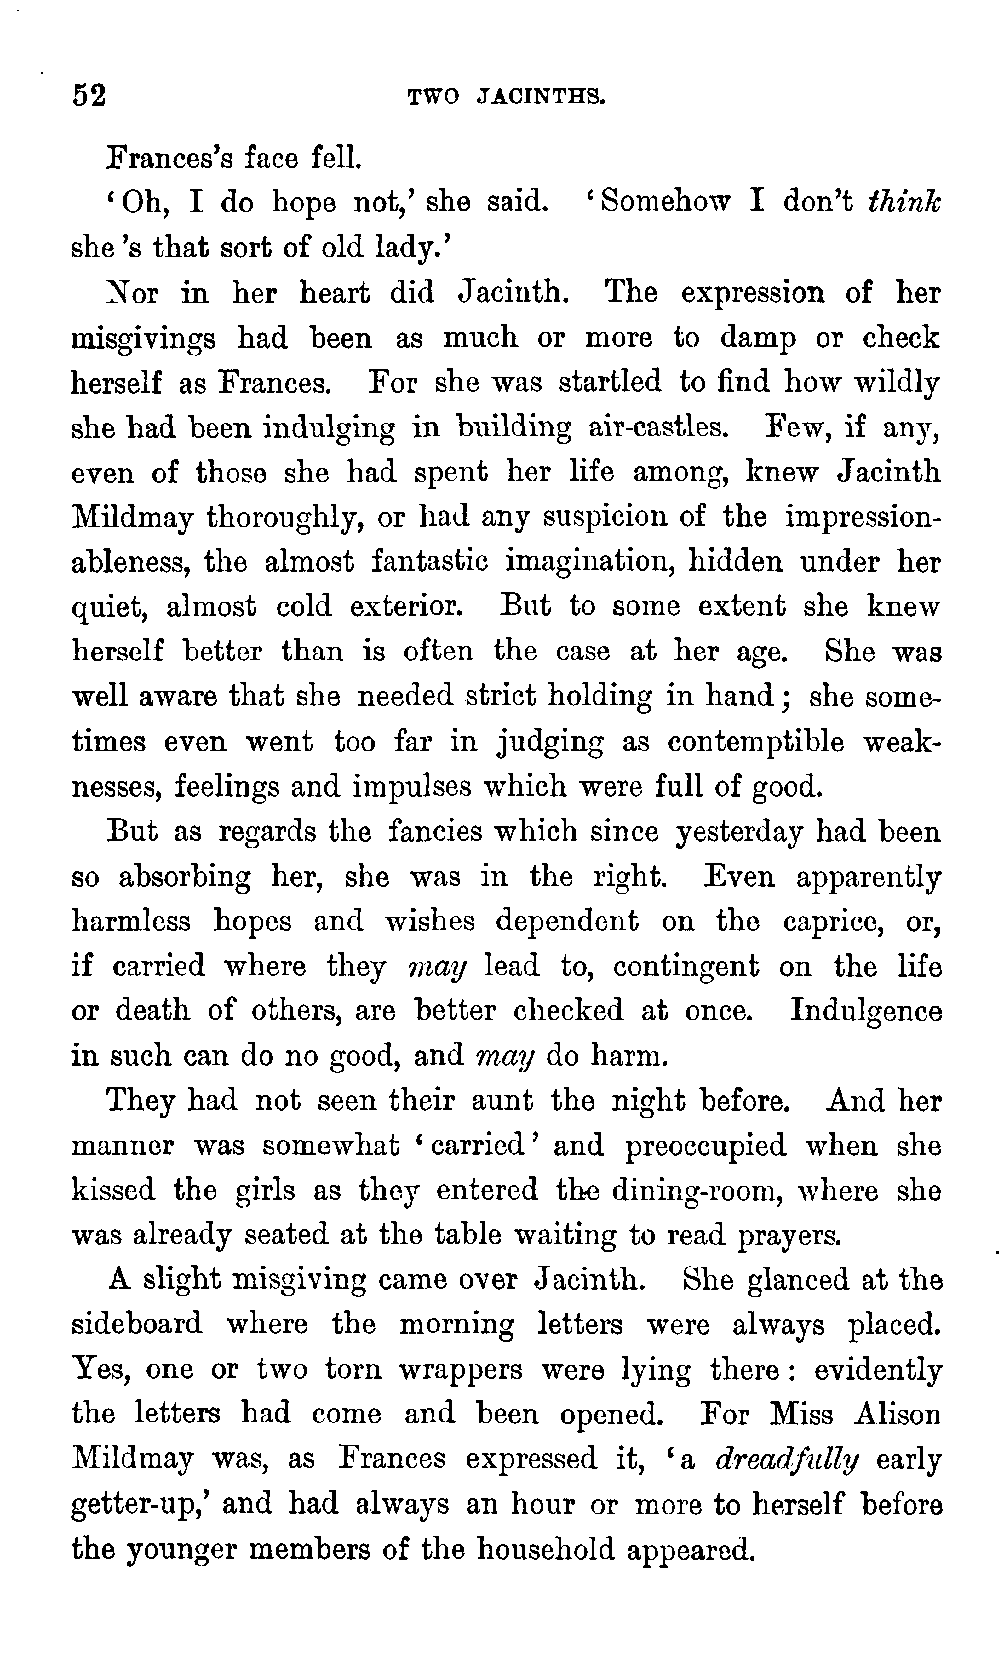 52 TWO JACINTHS.
Frances's face fell.
‘Oh, I do hope not,’ she said. ‘Somehow I don't think
she 's that sort of old lady.’
Nor in her heart did Jacinth. The expression of her
misgivings had been as much or more to damp or check
herself as Frances. For she was startled to find how wildly
she had been indulging in building air-castles. Few, if any,
even of those she had spent her life among, knew Jacinth
Mildmay thoroughly, or had any suspicion of the impression-
ableness, the almost fantastic imagination, hidden under her
quiet, almost cold exterior. But to some extent she knew
herself better than is often the case at her age. She was
well aware that she needed strict holding in hand; she some-
times even went too far in judging as contemptible weak-
nesses, feelings and impulses which were full of good.
But as regards the fancies which since yesterday had been
so absorbing her, she was in the right. Even apparently
harmless hopes and wishes dependent on the caprice, or,
if carried where they may lead to, contingent on the life
or death of others, are better checked at once. Indulgence
in such can do no good, and may do harm.
They had not seen their aunt the night before. And her
manner was somewhat ‘carried’ and preoccupied when she
kissed the girls as they entered the dining-room, where she
was already seated at the table waiting to read prayers.
A slight misgiving came over Jacinth. She glanced at the
sideboard where the morning letters were always placed.
Yes, one or two torn wrappers were lying there: evidently
the letters had come and been opened. For Miss Alison
Mildmay was, as Frances expressed it, ‘a dreadfully early
getter-up,’ and had always an hour or more to herself before
the younger members of the household appeared.